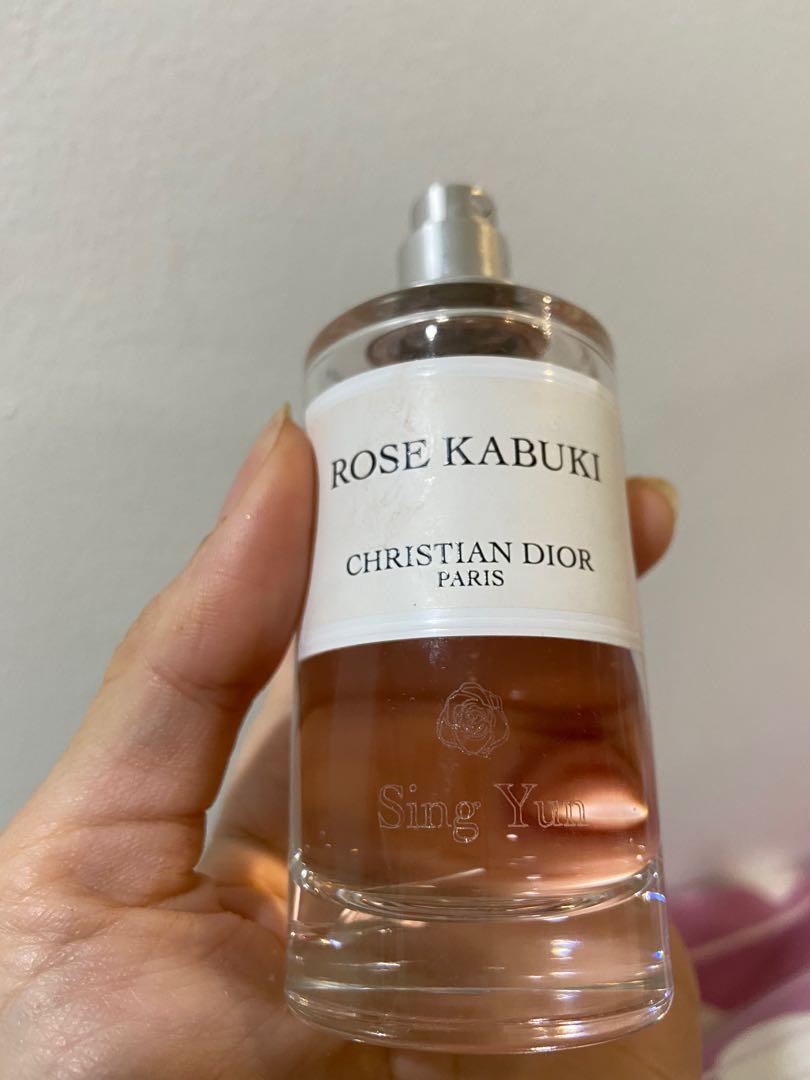 ROSE KABUKI
CHRISTIAN DIOR
PARIS
Sing Yun